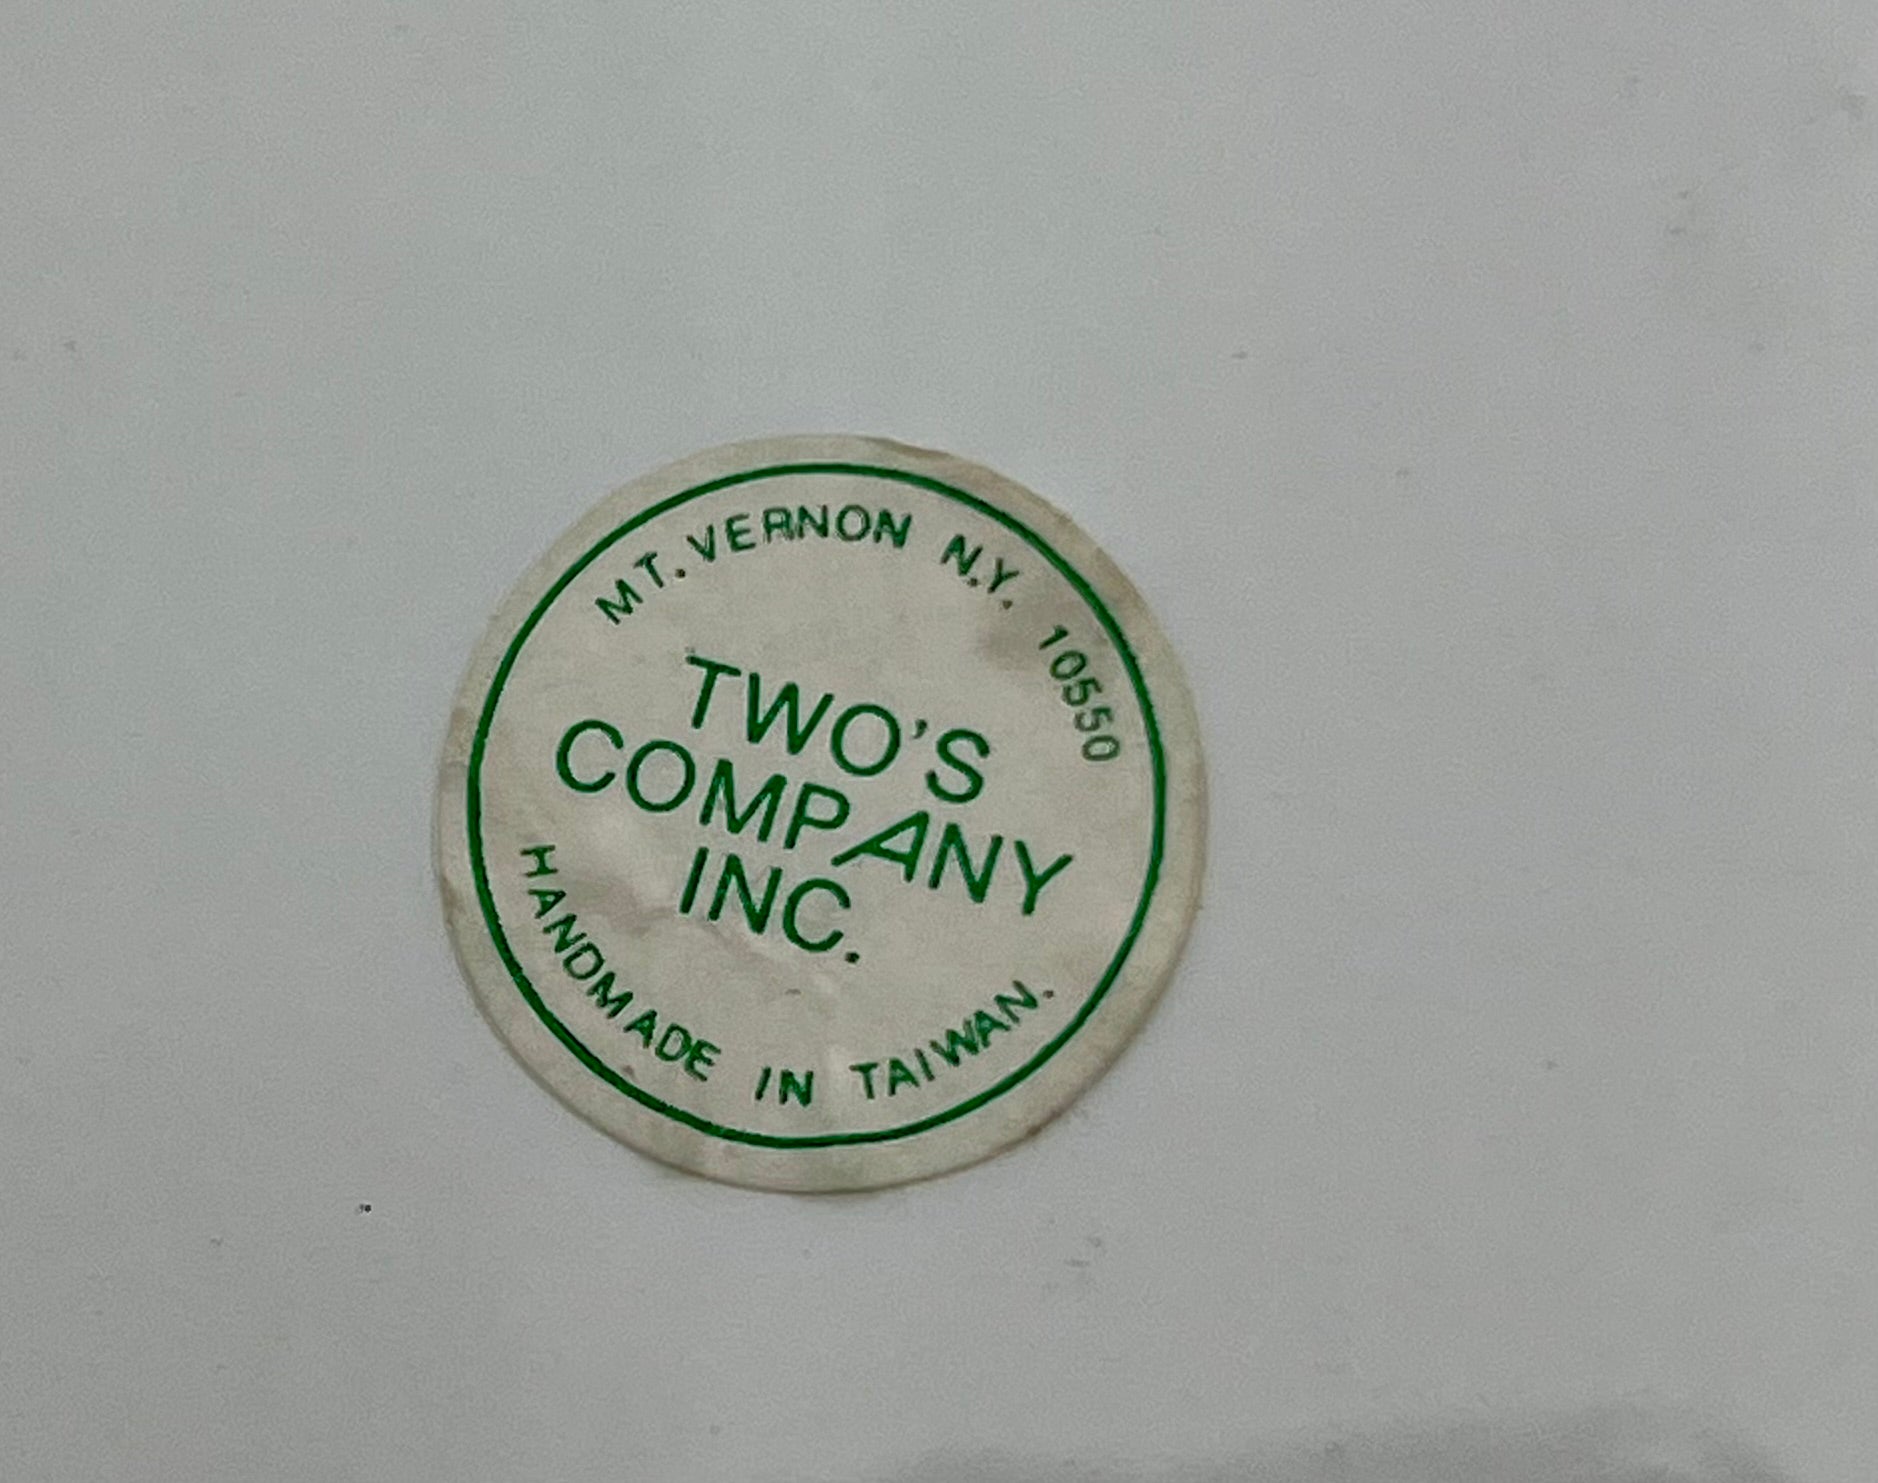 MT. VERNON N.Y. 10550
TWO'S
COMPANY
INC.
HANDMADE IN TAIWAN.